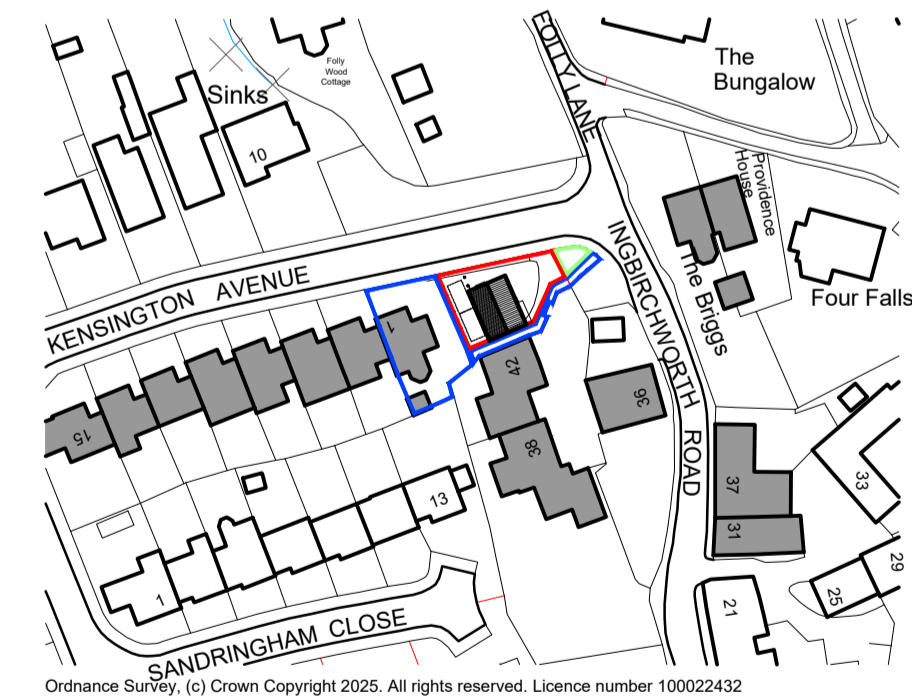 FOLLY LANE
The
Bungalow
Folly
Wood
Cottage
Sinks
10
Providence
House
INGBIRCHWORTH ROAD
The Briggs
Four Falls
KENSINGTON AVENUE
1
42
36
15
38
13
37
33
31
1
29
25
21
SANDRINGHAM CLOSE
Ordnance Survey, (c) Crown Copyright 2025. All rights reserved. Licence number 100022432